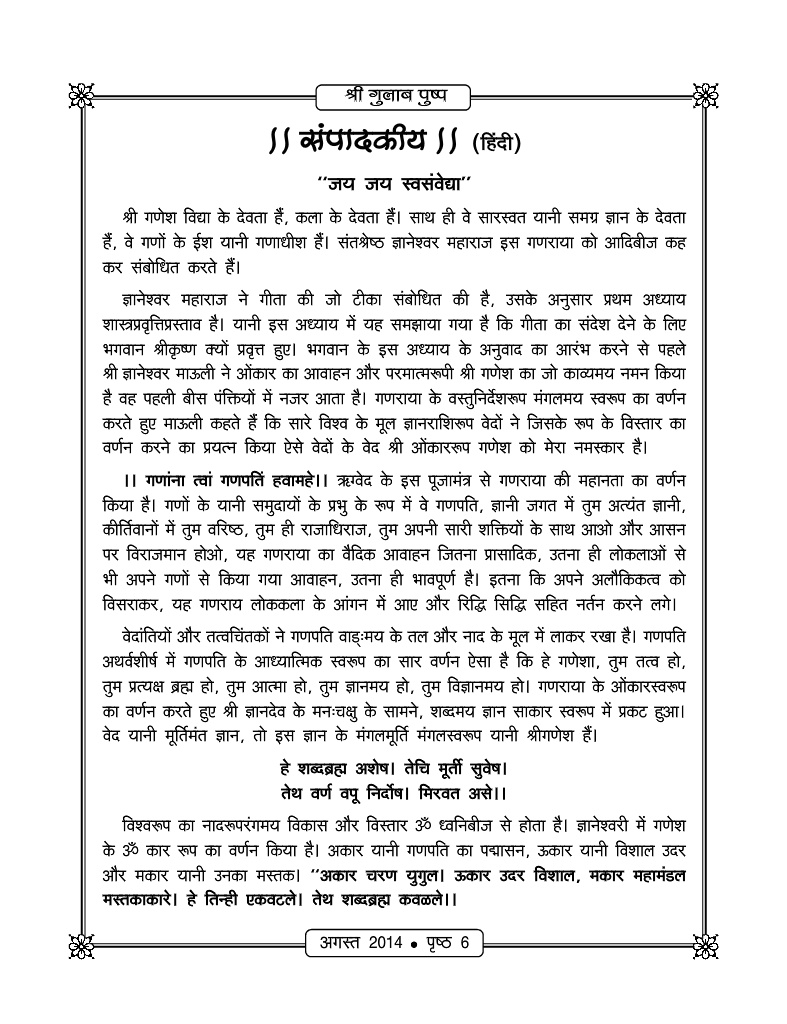 श्री गुलाब पुष्प
।। संपादकीय ।। (हिंदी)
‘‘जय जय स्वसंवेद्या’’
श्री गणेश विद्या के देवता हैं, कला के देवता हैं। साथ ही वे सारस्वत यानी समग्र ज्ञान के देवता
हैं, वे गणों के ईश यानी गणाधीश हैं। संतश्रेष्ठ ज्ञानेश्वर महाराज इस गणराया को आदिबीज कह
कर संबोधित करते हैं।
ज्ञानेश्वर महाराज ने गीता की जो टीका संबोधित की है, उसके अनुसार प्रथम अध्याय
शास्त्रप्रवृत्तिप्रस्ताव है। यानी इस अध्याय में यह समझाया गया है कि गीता का संदेश देने के लिए
भगवान श्रीकृष्ण क्यों प्रवृत्त हुए। भगवान के इस अध्याय के अनुवाद का आरंभ करने से पहले
श्री ज्ञानेश्वर माऊली ने ओंकार का आवाहन और परमात्मरूपी श्री गणेश का जो काव्यमय नमन किया
है वह पहली बीस पंक्तियों में नजर आता है। गणराया के वस्तुनिर्देशरूप मंगलमय स्वरूप का वर्णन
करते हुए माऊली कहते हैं कि सारे विश्व के मूल ज्ञानराशिरूप वेदों ने जिसके रूप के विस्तार का
वर्णन करने का प्रयत्न किया ऐसे वेदों के वेद श्री ओंकाररूप गणेश को मेरा नमस्कार है।
।। गणांना त्वां गणपतिं हवामहे।। ऋग्वेद के इस पूजामंत्र से गणराया की महानता का वर्णन
किया है। गणों के यानी समुदायों के प्रभु के रूप में वे गणपति, ज्ञानी जगत में तुम अत्यंत ज्ञानी,
कीर्तिवानों में तुम वरिष्ठ, तुम ही राजाधिराज, तुम अपनी सारी शक्तियों के साथ आओ और आसन
पर विराजमान होओ, यह गणराया का वैदिक आवाहन जितना प्रासादिक, उतना ही लोकलाओं से
भी अपने गणों से किया गया आवाहन, उतना ही भावपूर्ण है। इतना कि अपने अलौकिकत्व को
विसराकर, यह गणराय लोककला के आंगन में आए और रिद्धि सिद्धि सहित नर्तन करने लगे।
वेदांतियों और तत्वचिंतकों ने गणपति वाङ्ःमय के तल और नाद के मूल में लाकर रखा है। गणपति
अथर्वशीर्ष में गणपति के आध्यात्मिक स्वरूप का सार वर्णन ऐसा है कि हे गणेशा, तुम तत्व हो,
तुम प्रत्यक्ष ब्रह्म हो, तुम आत्मा हो, तुम ज्ञानमय हो, तुम विज्ञानमय हो। गणराया के ओंकारस्वरूप
का वर्णन करते हुए श्री ज्ञानदेव के मनःचक्षु के सामने, शब्दमय ज्ञान साकार स्वरूप में प्रकट हुआ।
वेद यानी मूर्तिमंत ज्ञान, तो इस ज्ञान के मंगलमूर्ति मंगलस्वरूप यानी श्रीगणेश हैं।
हे शब्दब्रह्म अशेष। तेचि मूर्ती सुवेष।
तेथ वर्ण वपू निर्दोष। मिरवत असे।।
विश्वरूप का नादरूपरंगमय विकास और विस्तार ॐ ध्वनिबीज से होता है। ज्ञानेश्वरी में गणेश
के ॐ कार रूप का वर्णन किया है। अकार यानी गणपति का पद्मासन, ऊकार यानी विशाल उदर
और मकार यानी उनका मस्तक। ‘‘अकार चरण युगुल। ऊकार उदर विशाल, मकार महामंडल
मस्तकाकारे। हे तिन्ही एकवटले। तेथ शब्दब्रह्म कवळले।।
अगस्त 2014 ● पृष्ठ 6